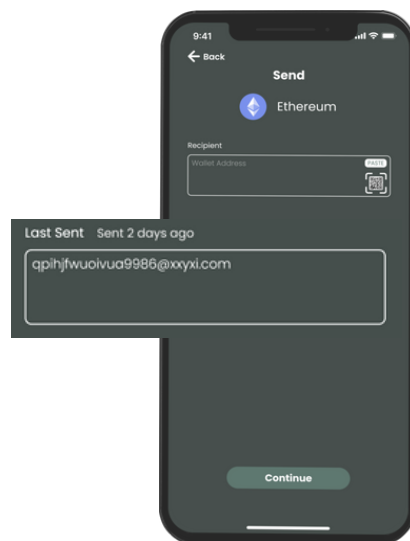 9:41
Back
Send
Ethereum
Recipient
Wallet Address
PASTE
Last Sent Sent 2 days ago
qpihjfwuoivua9986@xxyxi.com
Continue